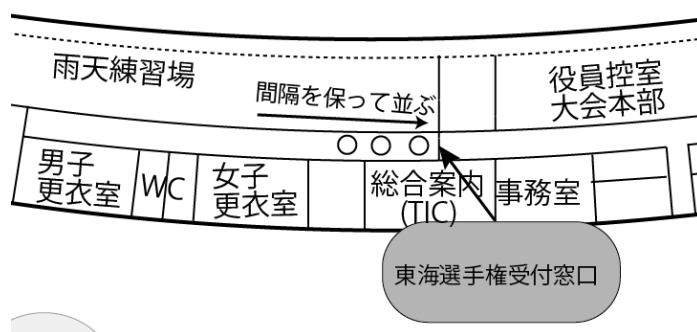 雨天練習場
間隔を保って並ぶ
役員控室
大会本部
男子
更衣室
WC
女子
更衣室
総合案内
(TIC)
事務室
東海選手権受付窓口